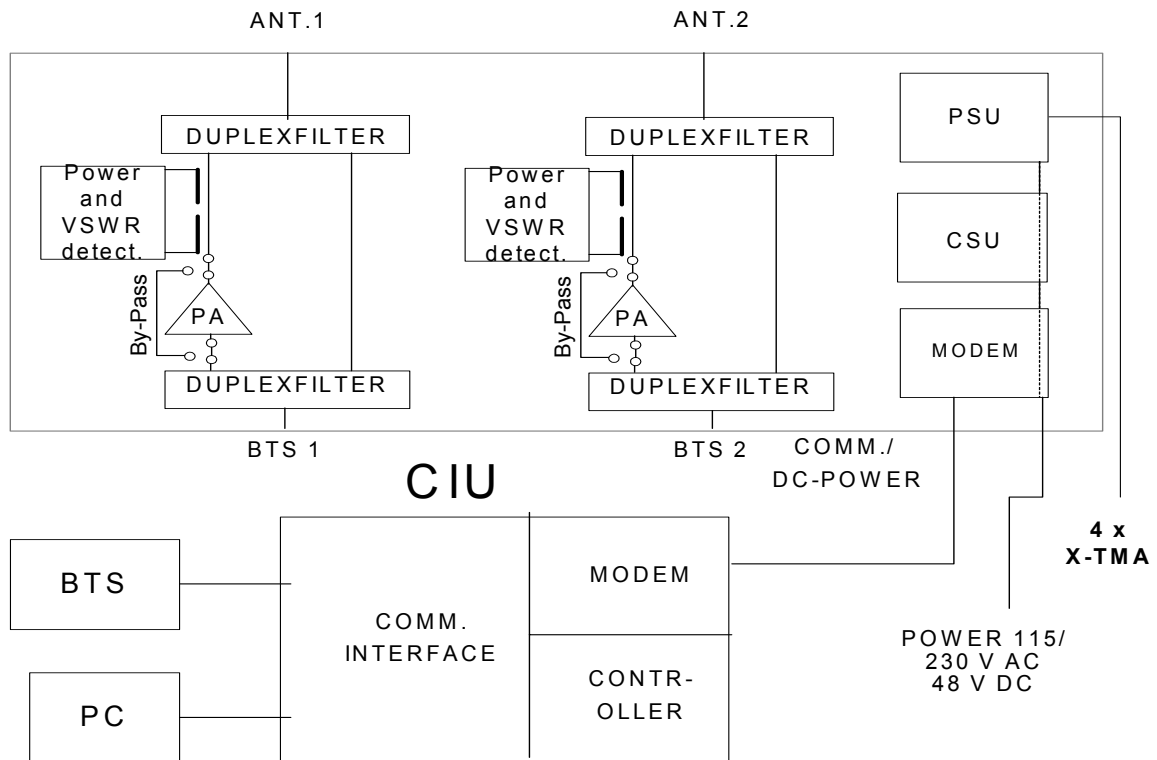 ANT.1
ANT.2
DUPLEXFILTER
DUPLEXFILTER
PSU
Power
and
VSWR
detect.
Power
and
VSWR
detect.
CSU
By-Pass
PA
By-Pass
PA
MODEM
DUPLEXFILTER
DUPLEXFILTER
BTS 1
BTS 2
COMM./
DC-POWER
CIU
4 x
X-TMA
BTS
MODEM
COMM.
INTERFACE
POWER 115/
230 V AC
48 V DC
PC
CONTR-
OLLER